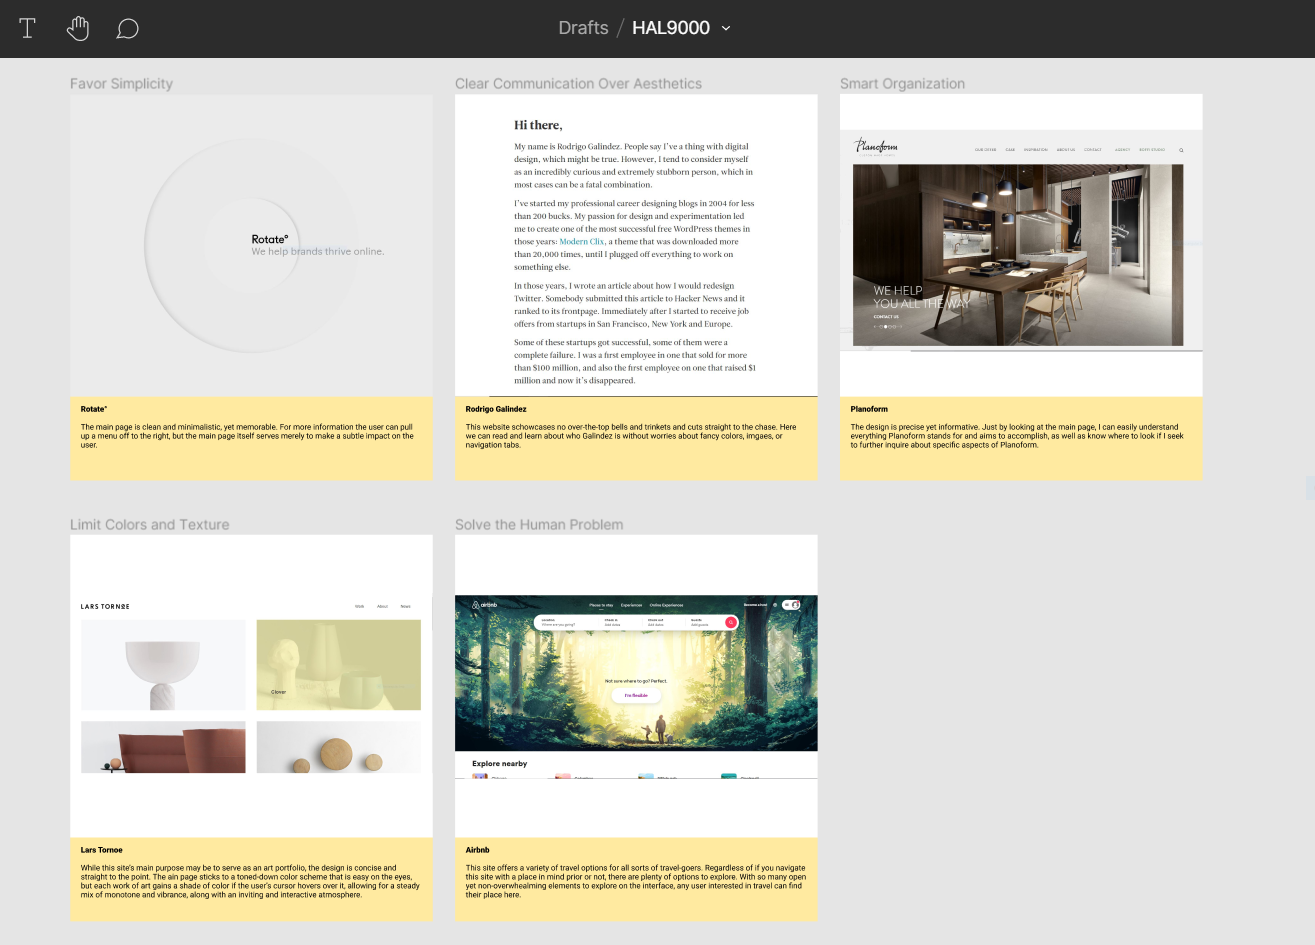 Drafts / HAL9000
Favor Simplicity
Clear Communication Over Aesthetics
Smart Organization
Rotate°
We help brands thrive online.
Hi there,
My name is Rodrigo Galindez. People say I've a thing with digital
design, which might be true. However, I tend to consider myself
as an incredibly curious and extremely stubborn person, which in
most cases can be a fatal combination.
I've started my professional career designing blogs in 2004 for less
than 200 bucks. My passion for design and experimentation led
me to create one of the most successful free WordPress themes in
those years: Modern Clix, a theme that was downloaded more
than 20,000 times, until I plugged off everything to work on
something else.
In those years, I wrote an article about how I would redesign
Twitter. Somebody submitted this article to Hacker News and it
ranked to its frontpage. Immediately after I started to receive job
offers from startups in San Francisco, New York and Europe.
Some of these startups got successful, some of them were a
complete failure. I was a first employee in one that sold for more
than $100 million, and also the first employee on one that raised $1
million and now it's disappeared.
Planoform
OUR OFFER CASE INSPIRATION ABOUT US CONTACT AGENCY BOFFI STUDIO
WE HELP
YOU ALL THE WAY
CONTACT US
Rotate°
The main page is clean and minimalistic, yet memorable. For more information the user can pull
up a menu off to the right, but the main page itself serves merely to make a subtle impact on the
user.
Rodrigo Galindez
This website schowcases no over-the-top bells and trinkets and cuts straight to the chase. Here
we can read and learn about who Galindez is without worries about fancy colors, imgaes, or
navigation tabs.
Planoform
The design is precise yet informative. Just by looking at the main page, I can easily understand
everything Planoform stands for and aims to accomplish, as well as know where to look if I seek
to further inquire about specific aspects of Planoform.
Limit Colors and Texture
Solve the Human Problem
LARS TORNØE
Work About News
Clover
airbnb
Places to stay Experiences Online Experiences
Become a host
Location Check in Check out Guests
Where are you going? Add dates Add dates Add guests
Not sure where to go? Perfect.
I'm flexible
Explore nearby
Lars Tornoe
While this site's main purpose may be to serve as an art portfolio, the design is concise and
straight to the point. The ain page sticks to a toned-down color scheme that is easy on the eyes,
but each work of art gains a shade of color if the user's cursor hovers over it, allowing for a steady
mix of monotone and vibrance, along with an inviting and interactive atmosphere.
Airbnb
This site offers a variety of travel options for all sorts of travel-goers. Regardless of if you navigate
this site with a place in mind prior or not, there are plenty of options to explore. With so many open
yet non-overwhealming elements to explore on the interface, any user interested in travel can find
their place here.